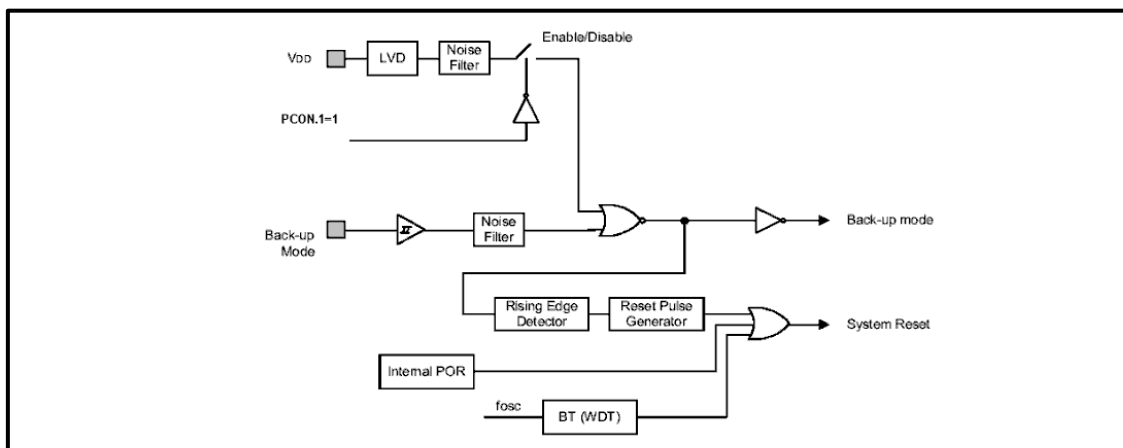 Enable/Disable
VDD
LVD
Noise
Filter
PCON.1=1
Back-up
Mode
Noise
Filter
Back-up mode
Rising Edge
Detector
Reset Pulse
Generator
System Reset
Internal POR
fosc
BT (WDT)